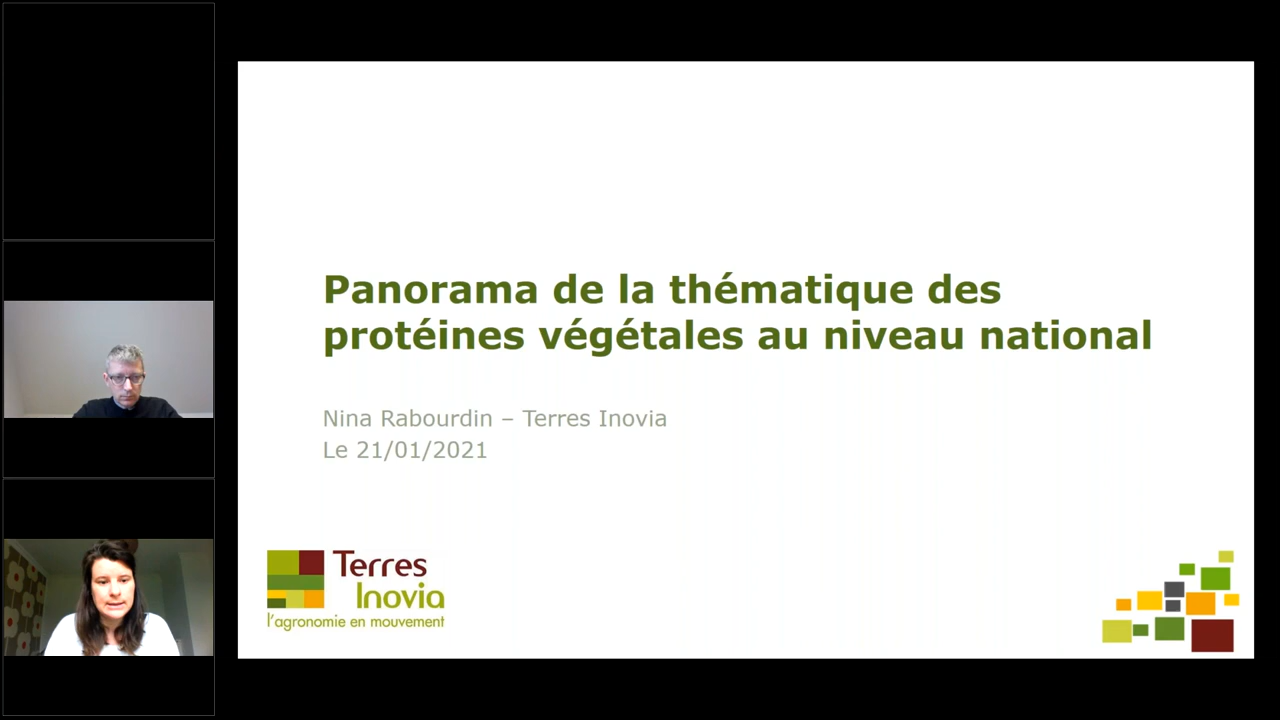 Panorama de la thématique des
protéines végétales au niveau national
Nina Rabourdin – Terres Inovia
Le 21/01/2021
Terres
Inovia
l'agronomie en mouvement